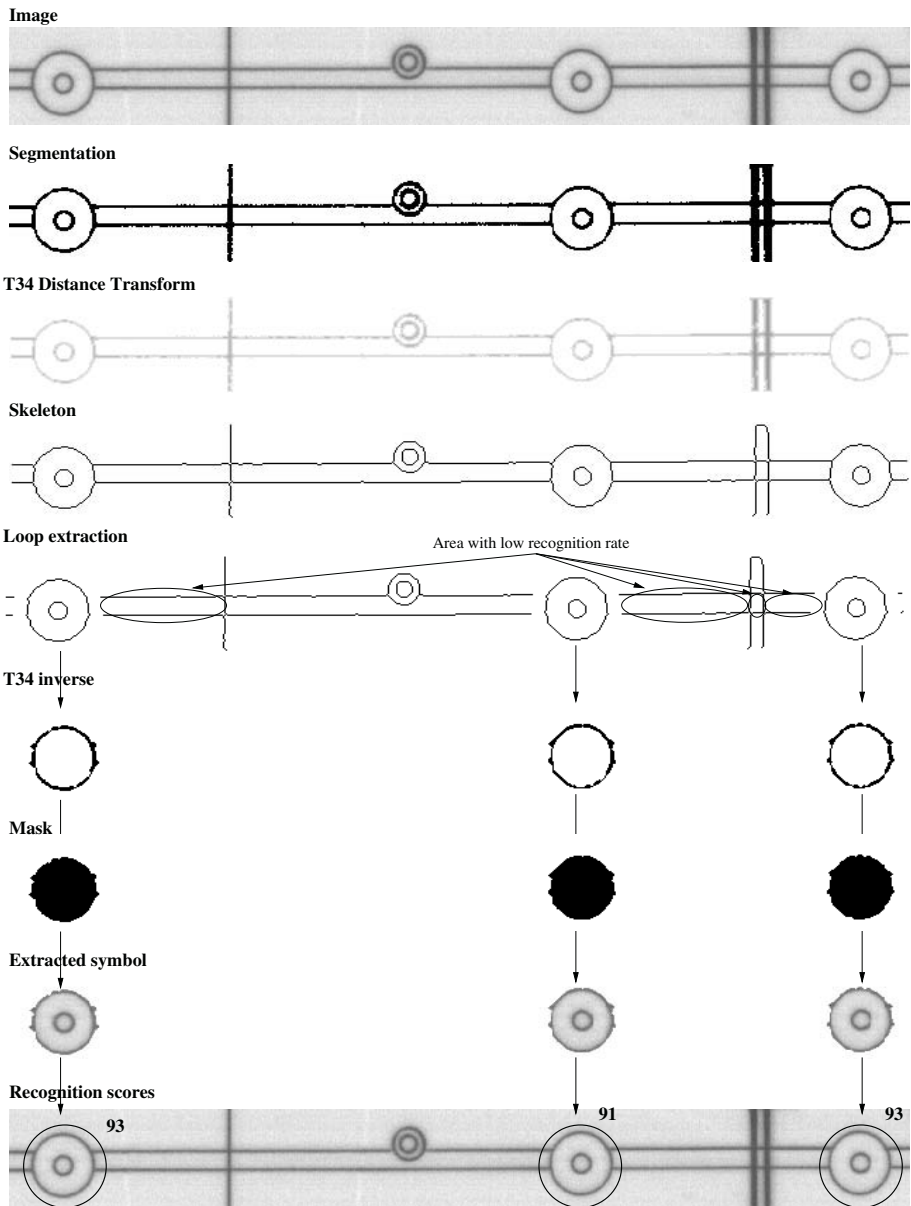 Image
Segmentation
T34 Distance Transform
Skeleton
Loop extraction
Area with low recognition rate
T34 inverse
Mask
Extracted symbol
Recognition scores
93
91
93